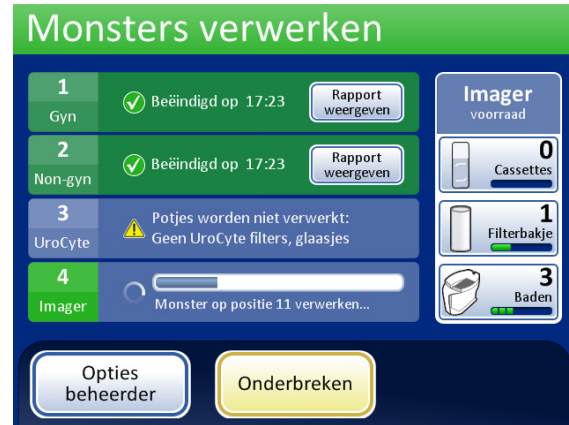 Monsters verwerken
1
Gyn
Beëindigd op 17:23
Rapport
weergeven
2
Non-gyn
Beëindigd op 17:23
Rapport
weergeven
3
UroCyte
Potjes worden niet verwerkt:
Geen UroCyte filters, glaasjes
4
Imager
Monster op positie 11 verwerken...
Imager
voorraad
0
Cassettes
1
Filterbakje
3
Baden
Opties
beheerder
Onderbreken